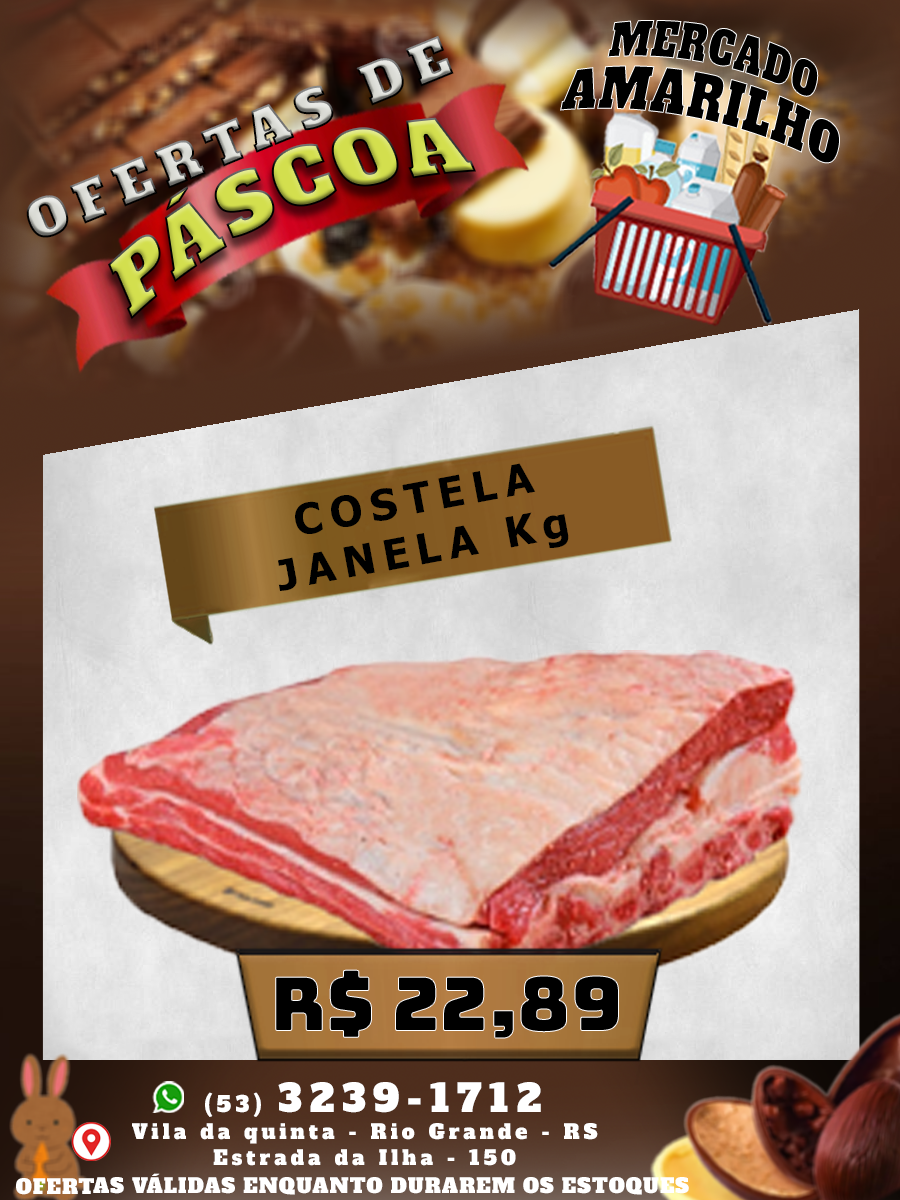 OFERTAS DE
PÁSCOA
MERCADO
AMARILHO
COSTELA
JANELA Kg
R$ 22,89
(53) 3239-1712
Vila da quinta - Rio Grande - RS
Estrada da Ilha - 150
OFERTAS VÁLIDAS ENQUANTO DURAREM OS ESTOQUES